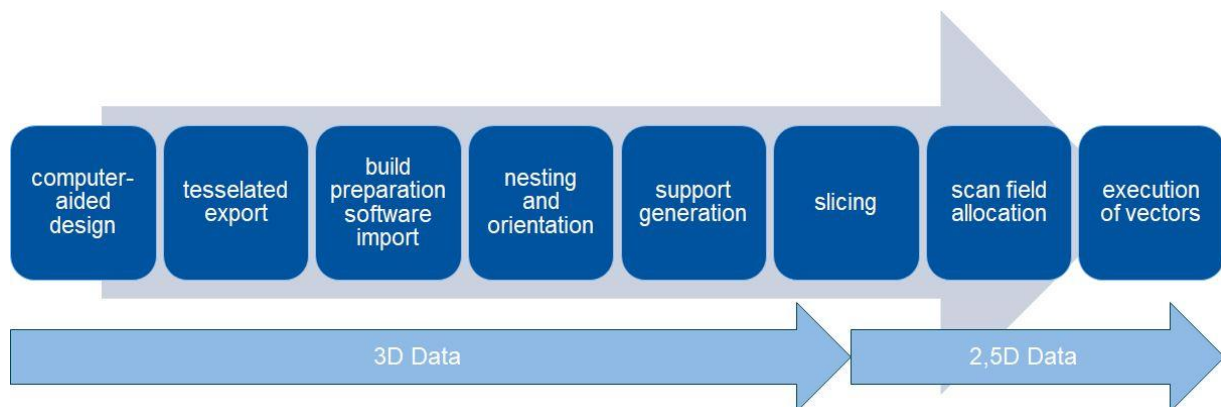 computer-
aided
design
tesselated
export
build
preparation
software
import
nesting
and
orientation
support
generation
slicing
scan field
allocation
execution
of vectors
3D Data
2,5D Data